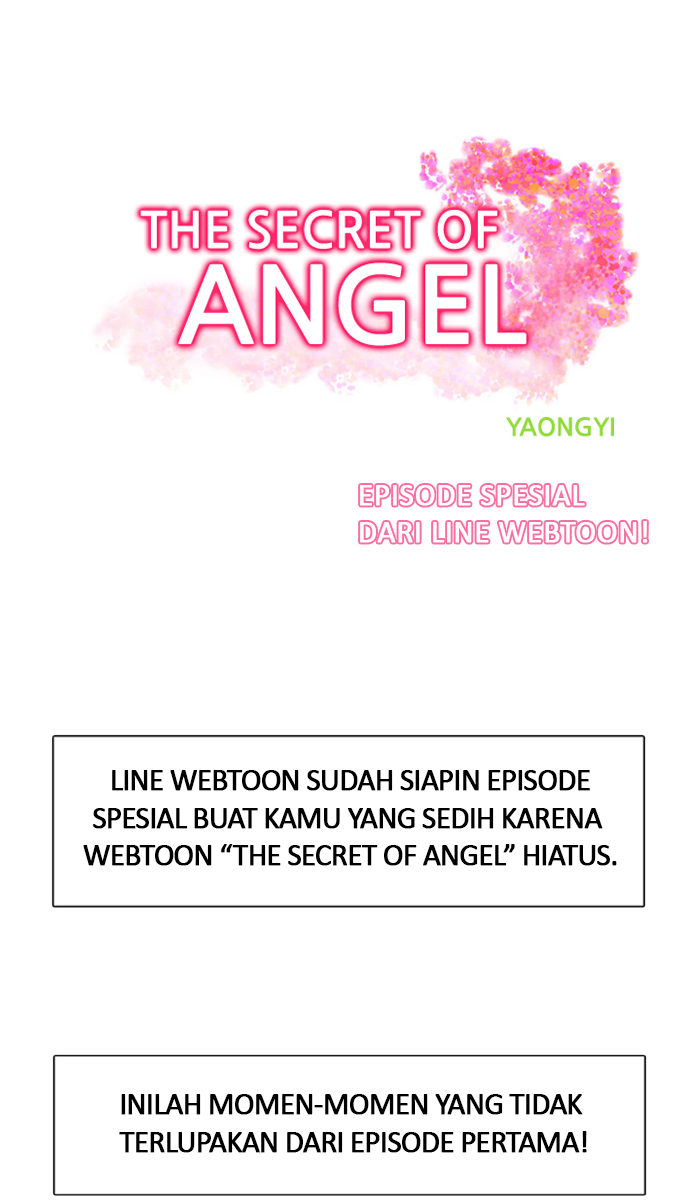 THE SECRET OF
ANGEL
YAONGYI
EPISODE SPESIAL
DARI LINE WEBTOON!
LINE WEBTOON SUDAH SIAPIN EPISODE
SPESIAL BUAT KAMU YANG SEDIH KARENA
WEBTOON “THE SECRET OF ANGEL” HIATUS.
INILAH MOMEN-MOMEN YANG TIDAK
TERLUPAKAN DARI EPISODE PERTAMA!